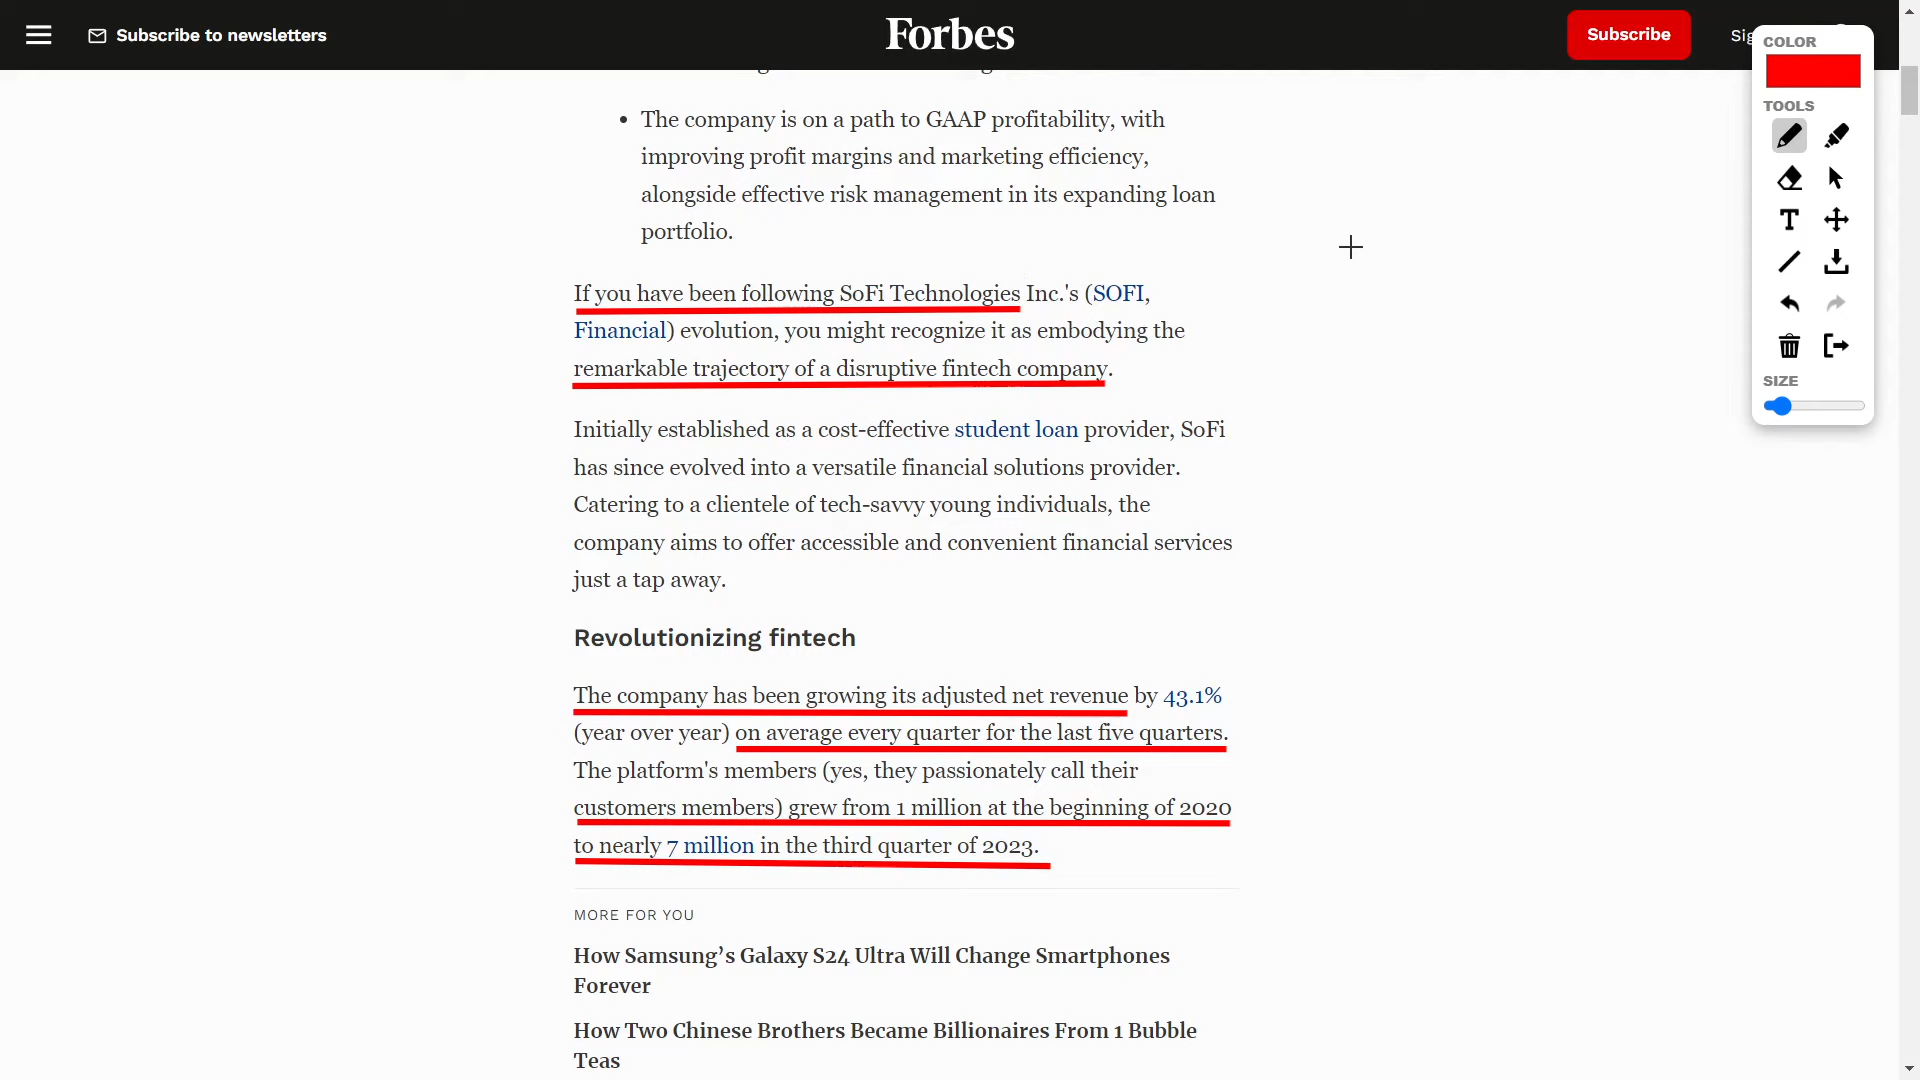 Subscribe to newsletters
Forbes
Subscribe
COLOR
TOOLS
T
SIZE
• The company is on a path to GAAP profitability, with
improving profit margins and marketing efficiency,
alongside effective risk management in its expanding loan
portfolio.
If you have been following SoFi Technologies Inc.'s (SOFI,
Financial) evolution, you might recognize it as embodying the
remarkable trajectory of a disruptive fintech company.
Initially established as a cost-effective student loan provider, SoFi
has since evolved into a versatile financial solutions provider.
Catering to a clientele of tech-savvy young individuals, the
company aims to offer accessible and convenient financial services
just a tap away.
Revolutionizing fintech
The company has been growing its adjusted net revenue by 43.1%
(year over year) on average every quarter for the last five quarters.
The platform's members (yes, they passionately call their
customers members) grew from 1 million at the beginning of 2020
to nearly 7 million in the third quarter of 2023.
MORE FOR YOU
How Samsung’s Galaxy S24 Ultra Will Change Smartphones
Forever
How Two Chinese Brothers Became Billionaires From 1 Bubble
Teas